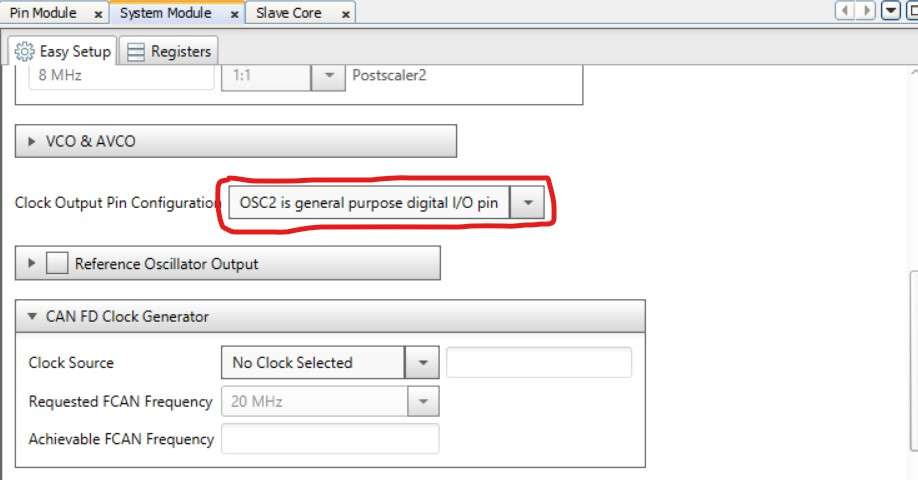 Pin Module x System Module x Slave Core x
Easy Setup Registers
8 MHz 1:1 Postscaler2
VCO & AVCO
Clock Output Pin Configuration OSC2 is general purpose digital I/O pin
Reference Oscillator Output
CAN FD Clock Generator
Clock Source No Clock Selected
Requested FCAN Frequency 20 MHz
Achievable FCAN Frequency